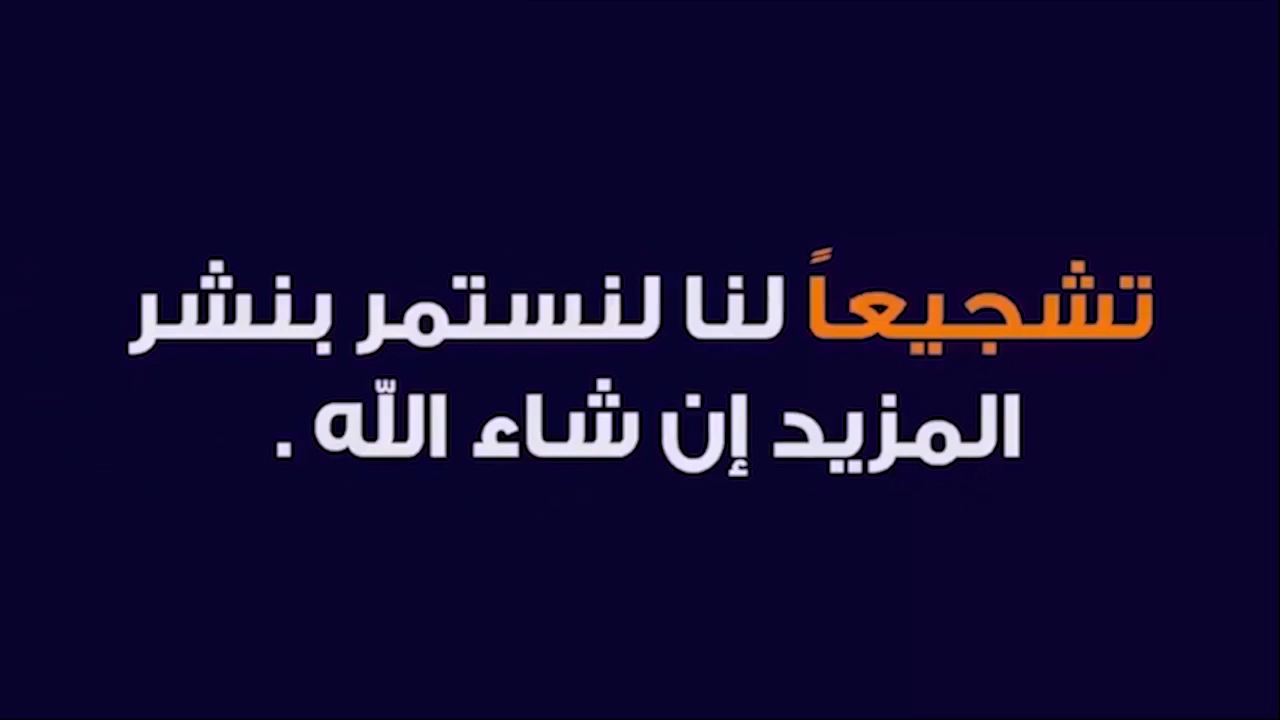 تشجيعاً لنا لنستمر بنشر
المزيد إن شاء اللّه .